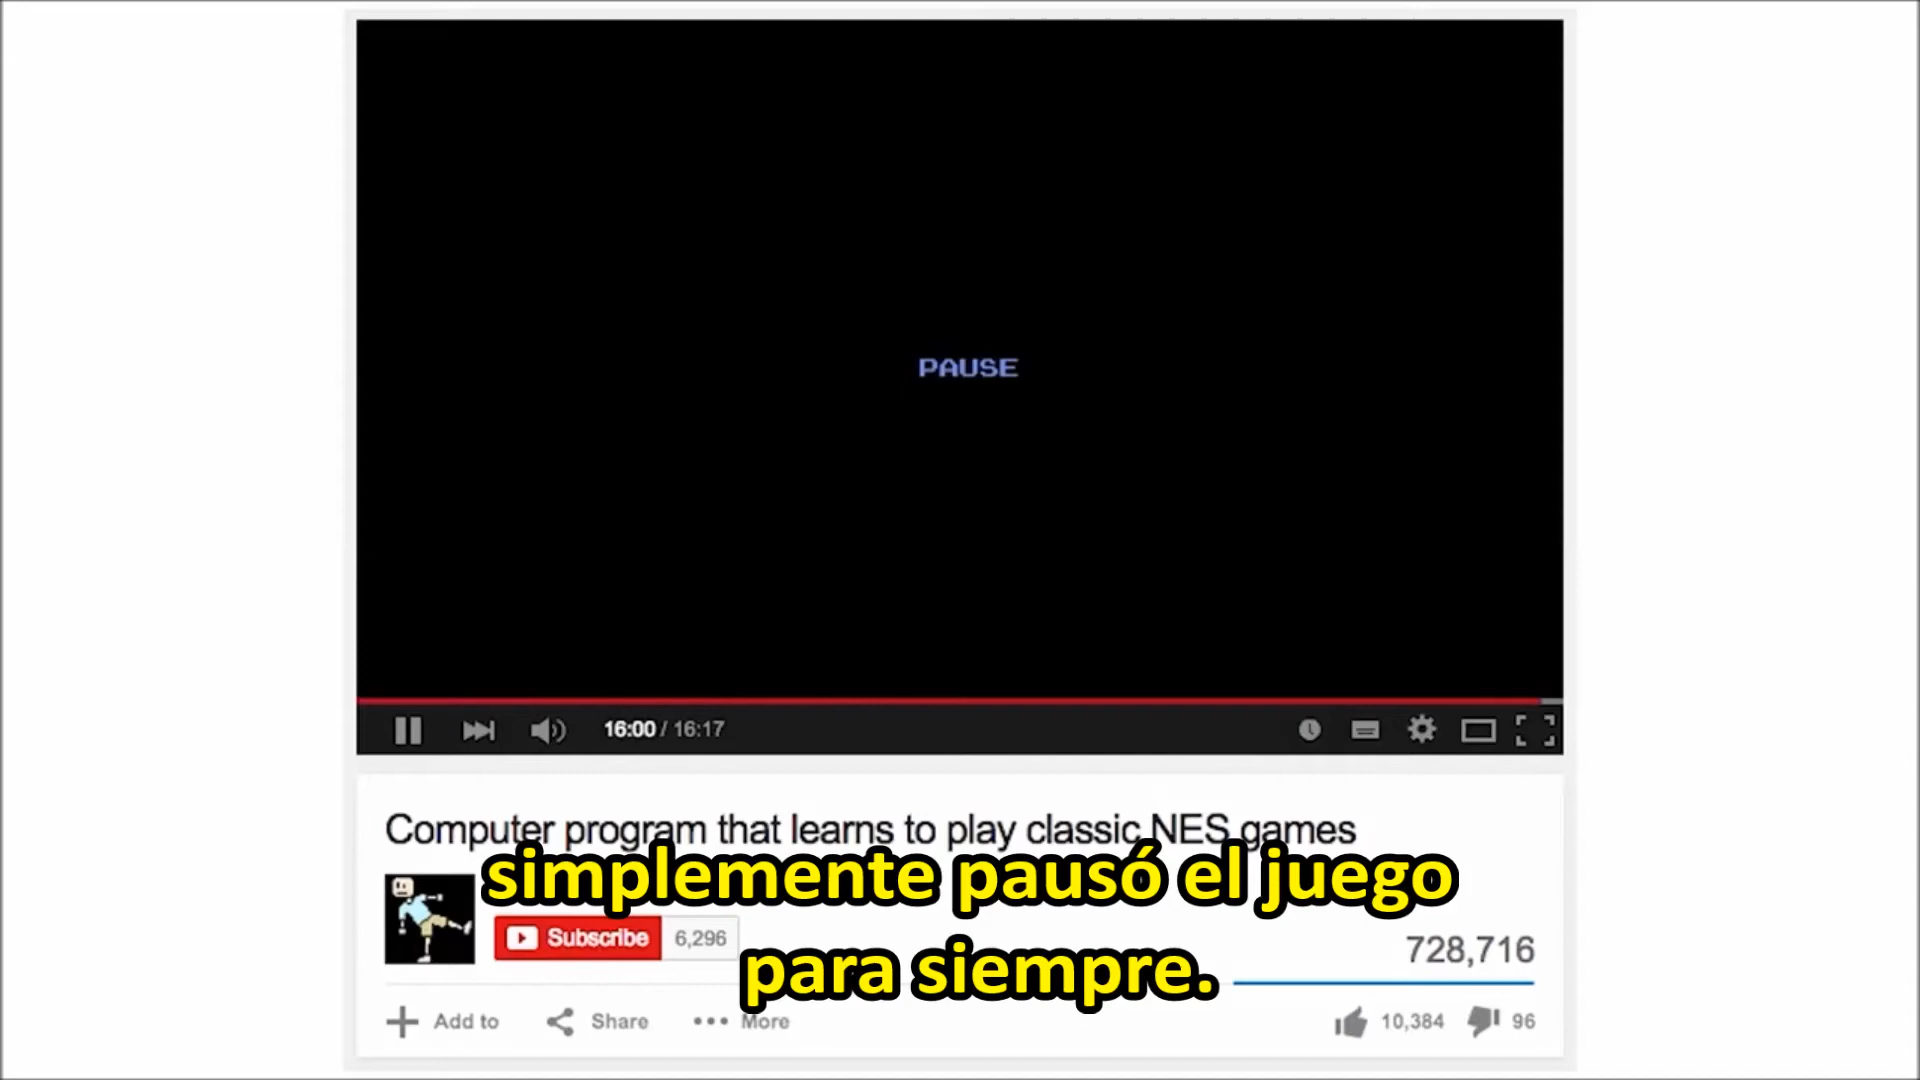 PAUSE
16:00 / 16:17
Computer program that learns to play classic NES games
simplemente pausó el juego
para siempre.
Subscribe 6,296
728,716
Add to Share More
10,384 96